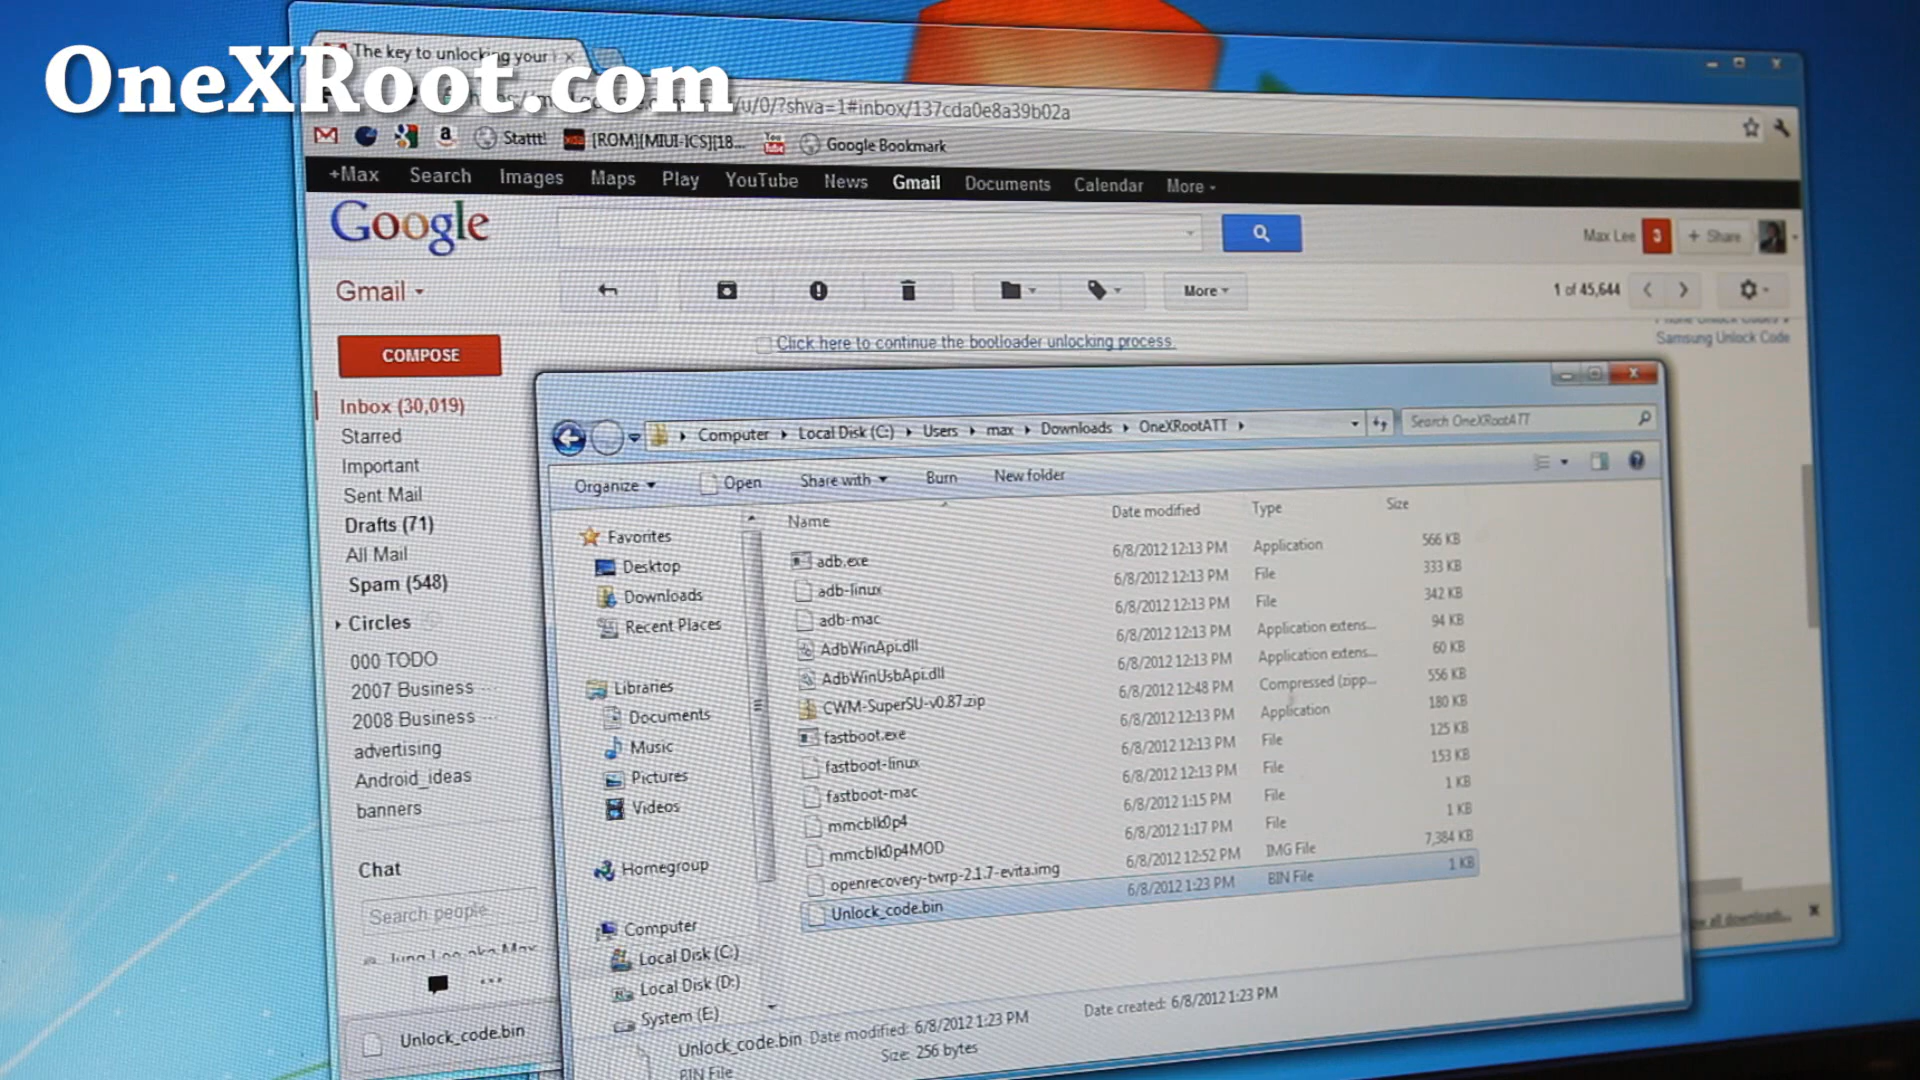 OneXRoot.com
The key to unlocking your
/u/0/?shva=1#inbox/137cda0e8a39b02a
Stattt! [ROM][MIUI-ICS][18... Google Bookmark
+Max Search Images Maps Play YouTube News Gmail Documents Calendar More
Google
Max Lee 3 + Share
Gmail
More
1 of 45,644
Click here to continue the bootloader unlocking process.
Samsung Unlock Code
COMPOSE
Inbox (30,019)
Starred
Important
Sent Mail
Drafts (71)
All Mail
Spam (548)
Circles
000 TODO
2007 Business
2008 Business
advertising
Android_ideas
banners
Chat
Search people...
Unlock_code.bin
Computer Local Disk (C:) Users max Downloads OneXRootATT
Search OneXRootATT
Organize Open Share with Burn New folder
Favorites
Desktop
Downloads
Recent Places
Libraries
Documents
Music
Pictures
Videos
Homegroup
Computer
Local Disk (C:)
Local Disk (D:)
System (E:)
Name Date modified Type Size
adb.exe 6/8/2012 12:13 PM Application 566 KB
adb-linux 6/8/2012 12:13 PM File 333 KB
adb-mac 6/8/2012 12:13 PM File 342 KB
AdbWinApi.dll 6/8/2012 12:13 PM Application extens... 94 KB
AdbWinUsbApi.dll 6/8/2012 12:13 PM Application extens... 60 KB
CWM-SuperSU-v0.87.zip 6/8/2012 12:48 PM Compressed (zipp... 556 KB
fastboot.exe 6/8/2012 12:13 PM Application 180 KB
fastboot-linux 6/8/2012 12:13 PM File 125 KB
fastboot-mac 6/8/2012 12:13 PM File 153 KB
mmcblk0p4 6/8/2012 1:15 PM File 1 KB
mmcblk0p4MOD 6/8/2012 1:17 PM File 1 KB
openrecovery-twrp-2.1.7-evita.img 6/8/2012 12:52 PM IMG File 7,384 KB
Unlock_code.bin 6/8/2012 1:23 PM BIN File 1 KB
Unlock_code.bin Date modified: 6/8/2012 1:23 PM Date created: 6/8/2012 1:23 PM
BIN File Size: 256 bytes